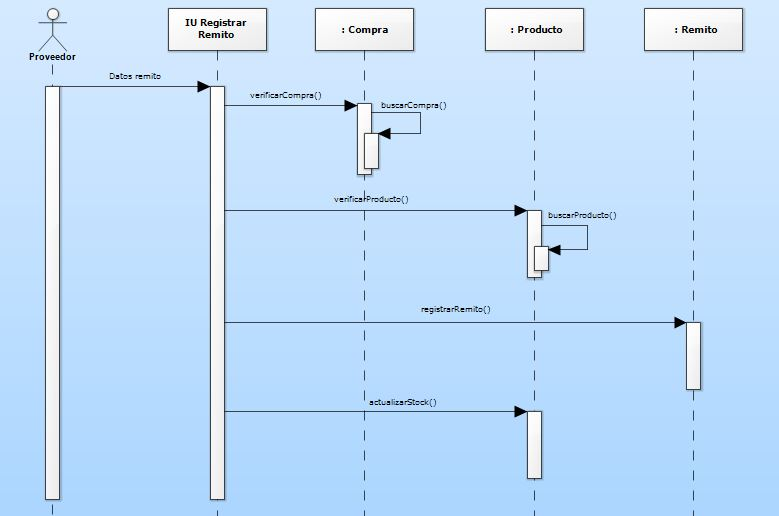 IU Registrar
Remito
: Compra
: Producto
: Remito
Proveedor
Datos remito
verificarCompra()
buscarCompra()
verificarProducto()
buscarProducto()
registrarRemito()
actualizarStock()